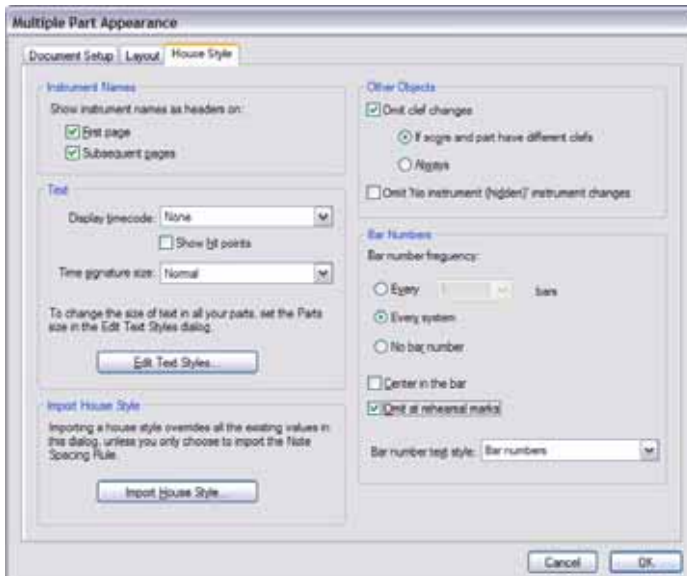 Multiple Part Appearance
Document Setup Layout House Style
Instrument Names
Show instrument names as headers on:
First page
Subsequent pages
Text
Display timecode: None
Show hit points
Time signature size: Normal
To change the size of text in all your parts, set the Parts
size in the Edit Text Styles dialog.
Edit Text Styles...
Import House Style
Importing a house style overrides all the existing values in
this dialog, unless you only choose to import the Note
Spacing Rule.
Import House Style...
Other Objects
Omit clef changes
If score and part have different clefs
Always
Omit 'No instrument (hidden)' instrument changes
Bar Numbers
Bar number frequency:
Every bars
Every system
No bar number
Center in the bar
Omit at rehearsal marks
Bar number text style: Bar numbers
Cancel OK